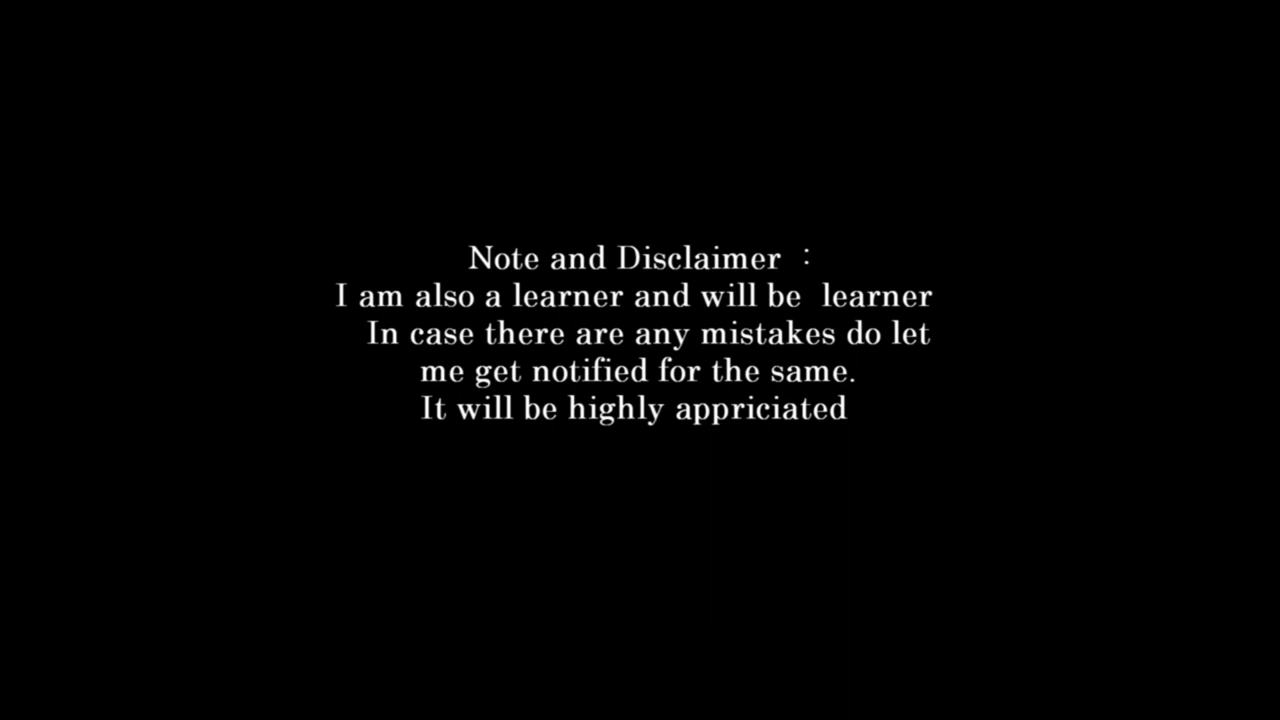 Note and Disclaimer :
I am also a learner and will be learner
In case there are any mistakes do let
me get notified for the same.
It will be highly appriciated